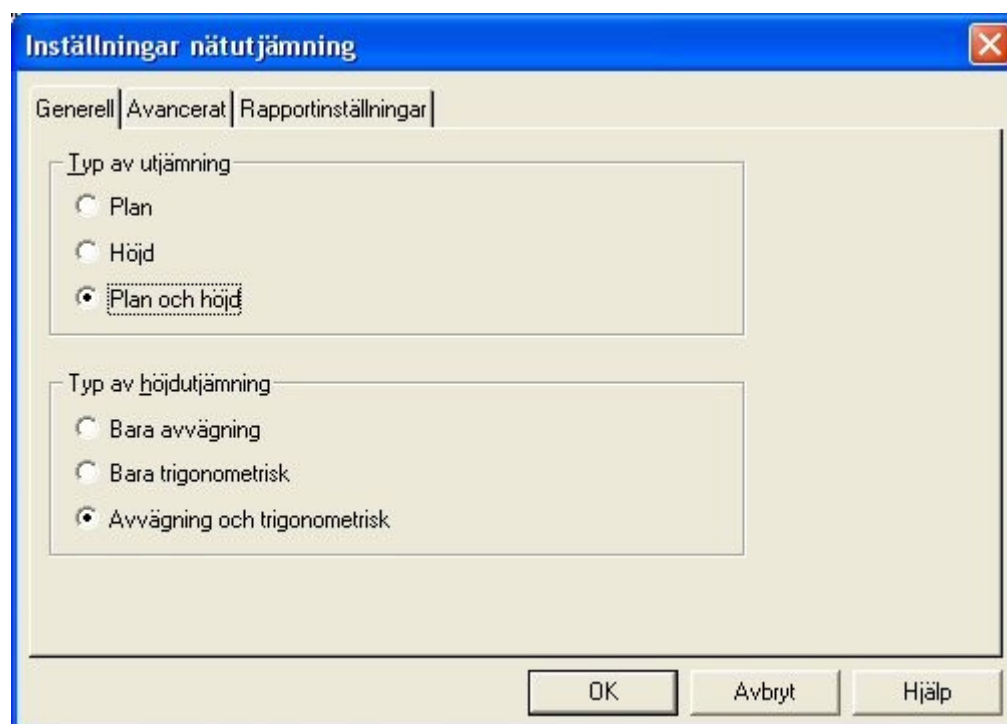 Inställningar nätutjämning
Generell Avancerat Rapportinställningar
Typ av utjämning
Plan
Höjd
Plan och höjd
Typ av höjdutjämning
Bara avvägning
Bara trigonometrisk
Avvägning och trigonometrisk
OK Avbryt Hjälp